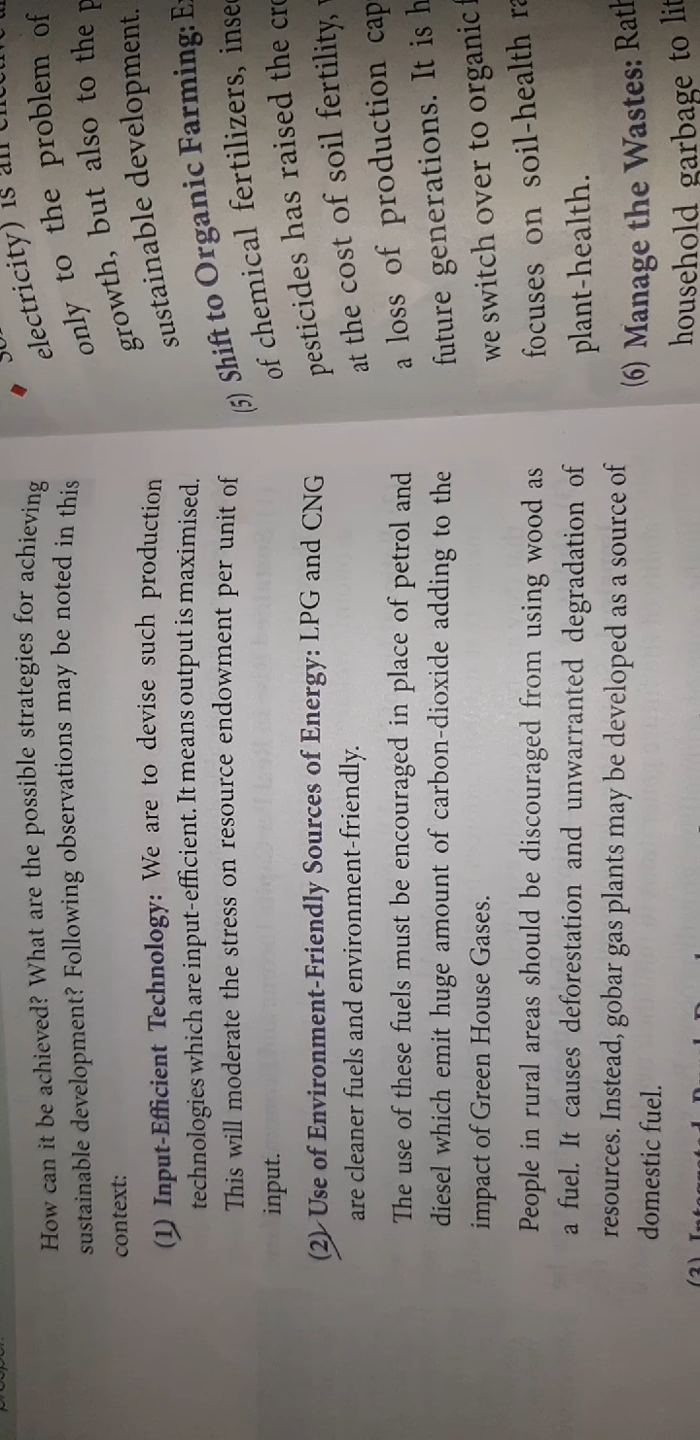 How can it be achieved? What are the possible strategies for achieving
sustainable development? Following observations may be noted in this
context:
(1) Input-Efficient Technology: We are to devise such production
technologies which are input-efficient. It means output is maximised.
This will moderate the stress on resource endowment per unit of
input.
(2) Use of Environment-Friendly Sources of Energy: LPG and CNG
are cleaner fuels and environment-friendly.
The use of these fuels must be encouraged in place of petrol and
diesel which emit huge amount of carbon-dioxide adding to the
impact of Green House Gases.
People in rural areas should be discouraged from using wood as
a fuel. It causes deforestation and unwarranted degradation of
resources. Instead, gobar gas plants may be developed as a source of
domestic fuel.
(3)
electricity) is an
only to the problem of
growth, but also to the
sustainable development.
(5) Shift to Organic Farming:
of chemical fertilizers,
pesticides has raised the
at the cost of soil fertility,
a loss of production
future generations. It is
we switch over to organic
focuses on soil-health
plant-health.
(6) Manage the Wastes:
household garbage to